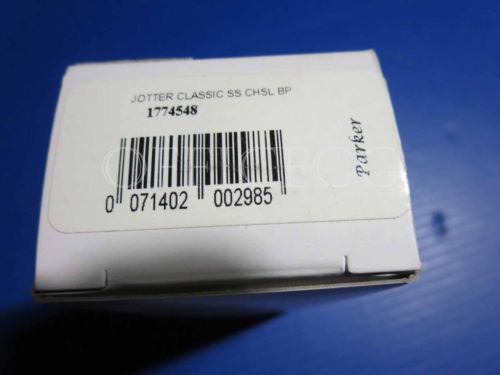 JOTTER CLASSIC SS CHSL BP
1774548
Parker
0 071402 002985